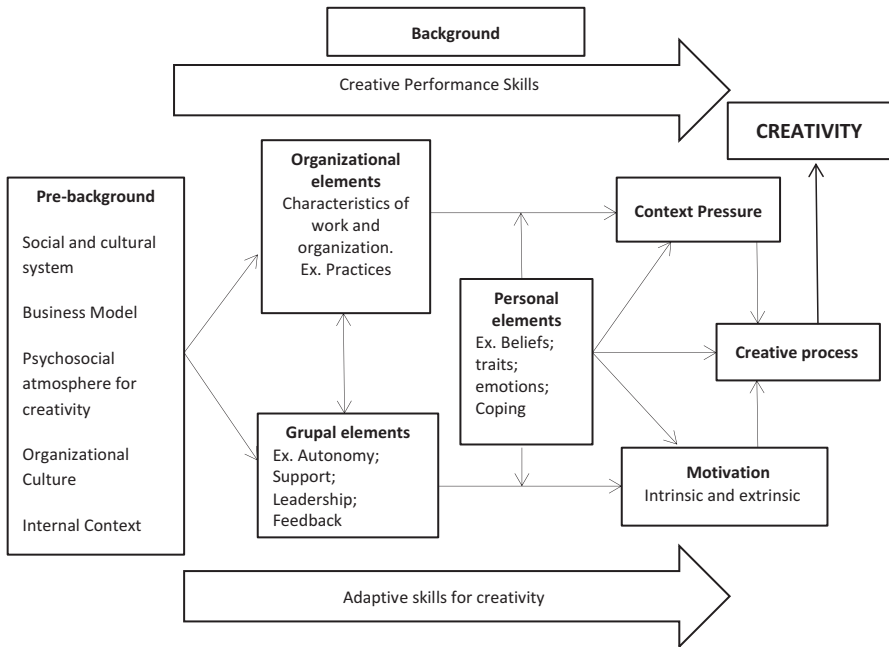 Background
Creative Performance Skills
CREATIVITY
Pre-background
Social and cultural
system
Business Model
Psychosocial
atmosphere for
creativity
Organizational
Culture
Internal Context
Organizational
elements
Characteristics of
work and
organization.
Ex. Practices
Grupal elements
Ex. Autonomy;
Support;
Leadership;
Feedback
Personal
elements
Ex. Beliefs;
traits;
emotions;
Coping
Context Pressure
Creative process
Motivation
Intrinsic and extrinsic
Adaptive skills for creativity